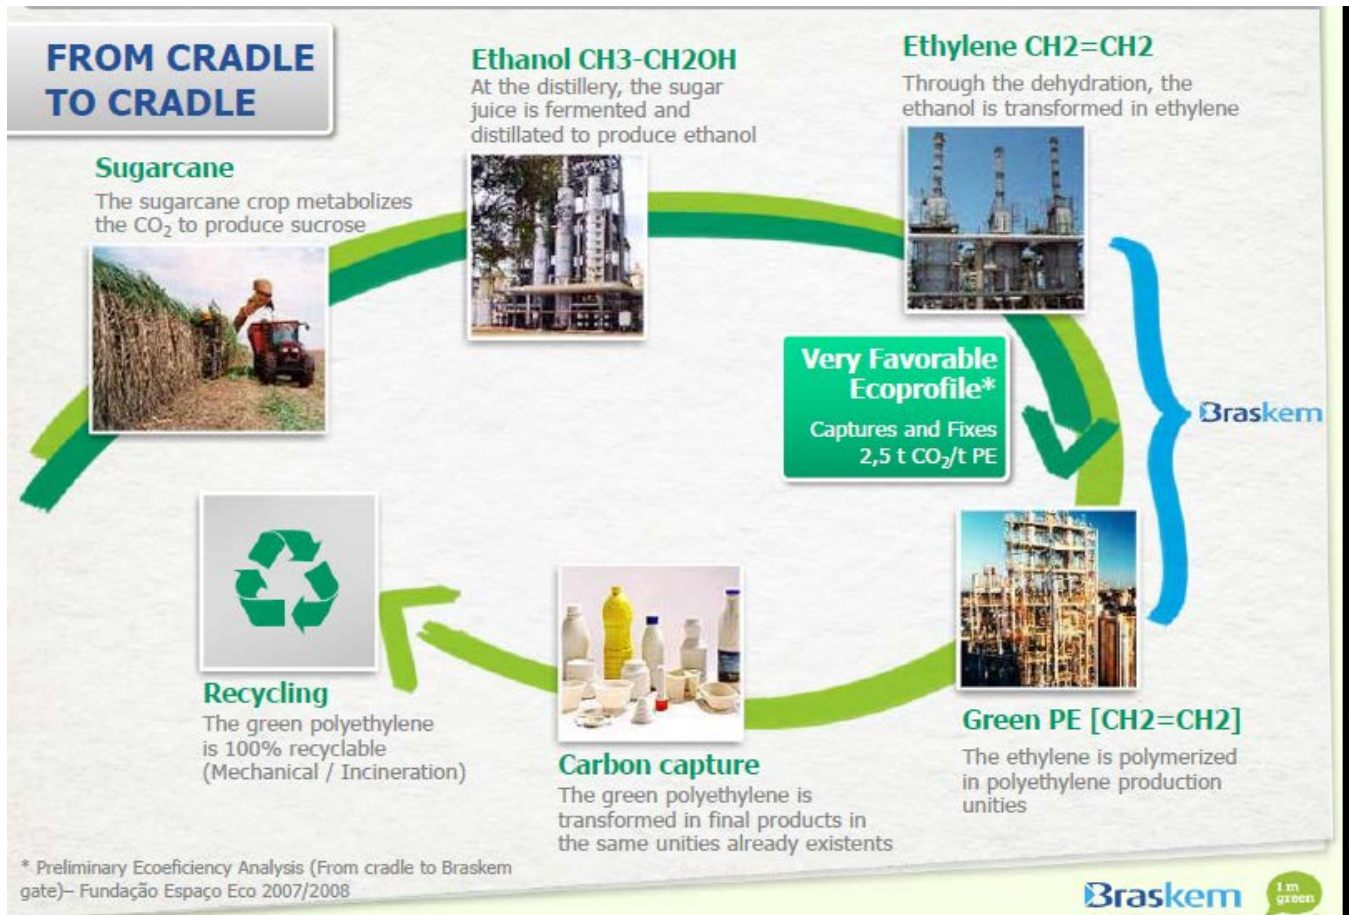 FROM CRADLE
TO CRADLE
Sugarcane
The sugarcane crop metabolizes
the CO₂ to produce sucrose
Ethanol CH3-CH2OH
At the distillery, the sugar
juice is fermented and
distillated to produce ethanol
Ethylene CH2=CH2
Through the dehydration, the
ethanol is transformed in ethylene
Very Favorable
Ecoprofile*
Captures and Fixes
2,5 t CO₂/t PE
Braskem
Green PE [CH2=CH2]
The ethylene is polymerized
in polyethylene production
unities
Carbon capture
The green polyethylene is
transformed in final products in
the same unities already existents
Recycling
The green polyethylene
is 100% recyclable
(Mechanical / Incineration)
* Preliminary Ecoeficiency Analysis (From cradle to Braskem
gate)– Fundação Espaço Eco 2007/2008
Braskem
I'm
green